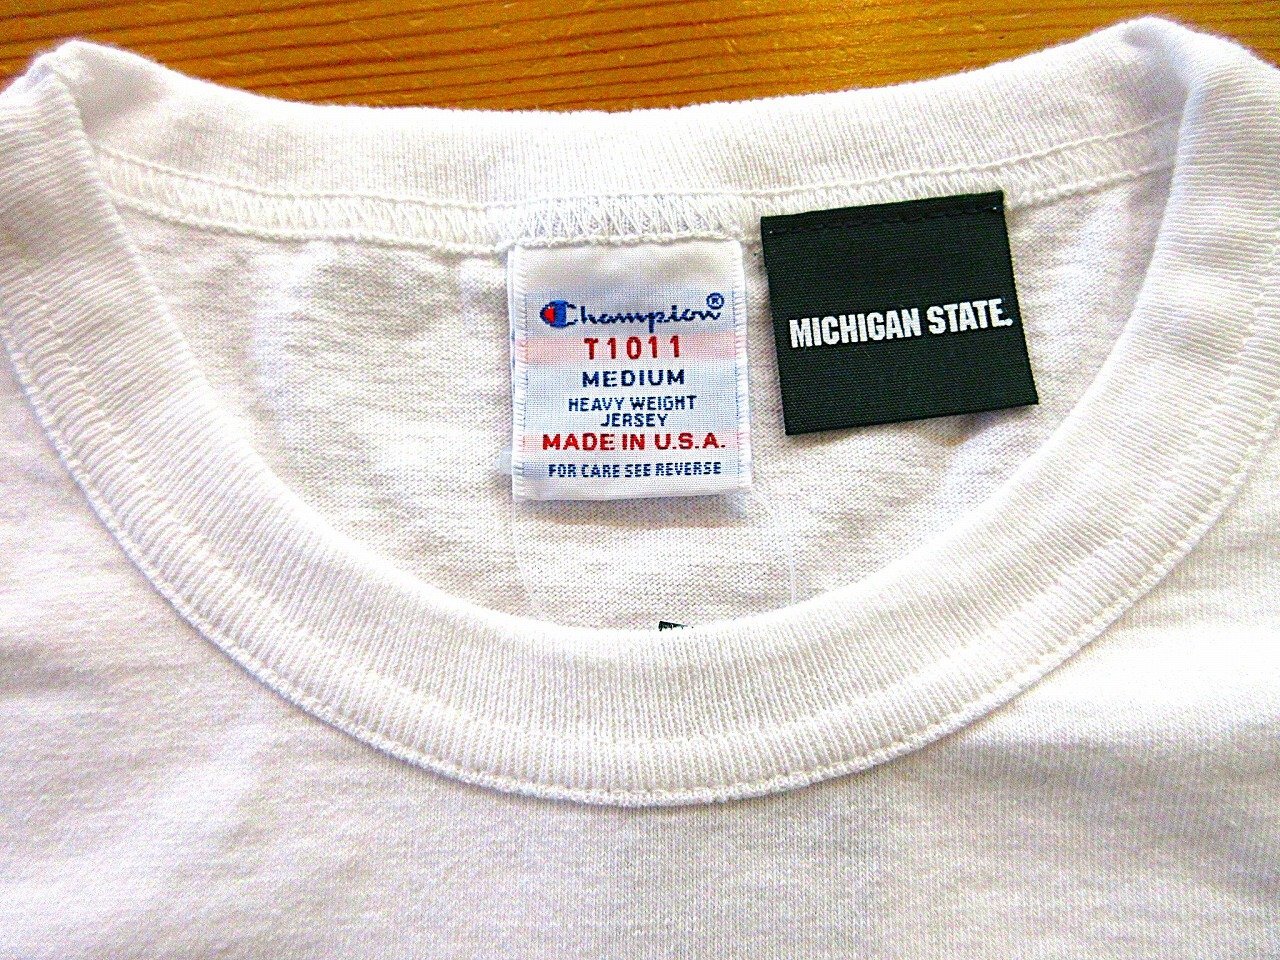 Champion®
T1011
MEDIUM
HEAVY WEIGHT
JERSEY
MADE IN U.S.A.
FOR CARE SEE REVERSE
MICHIGAN STATE.